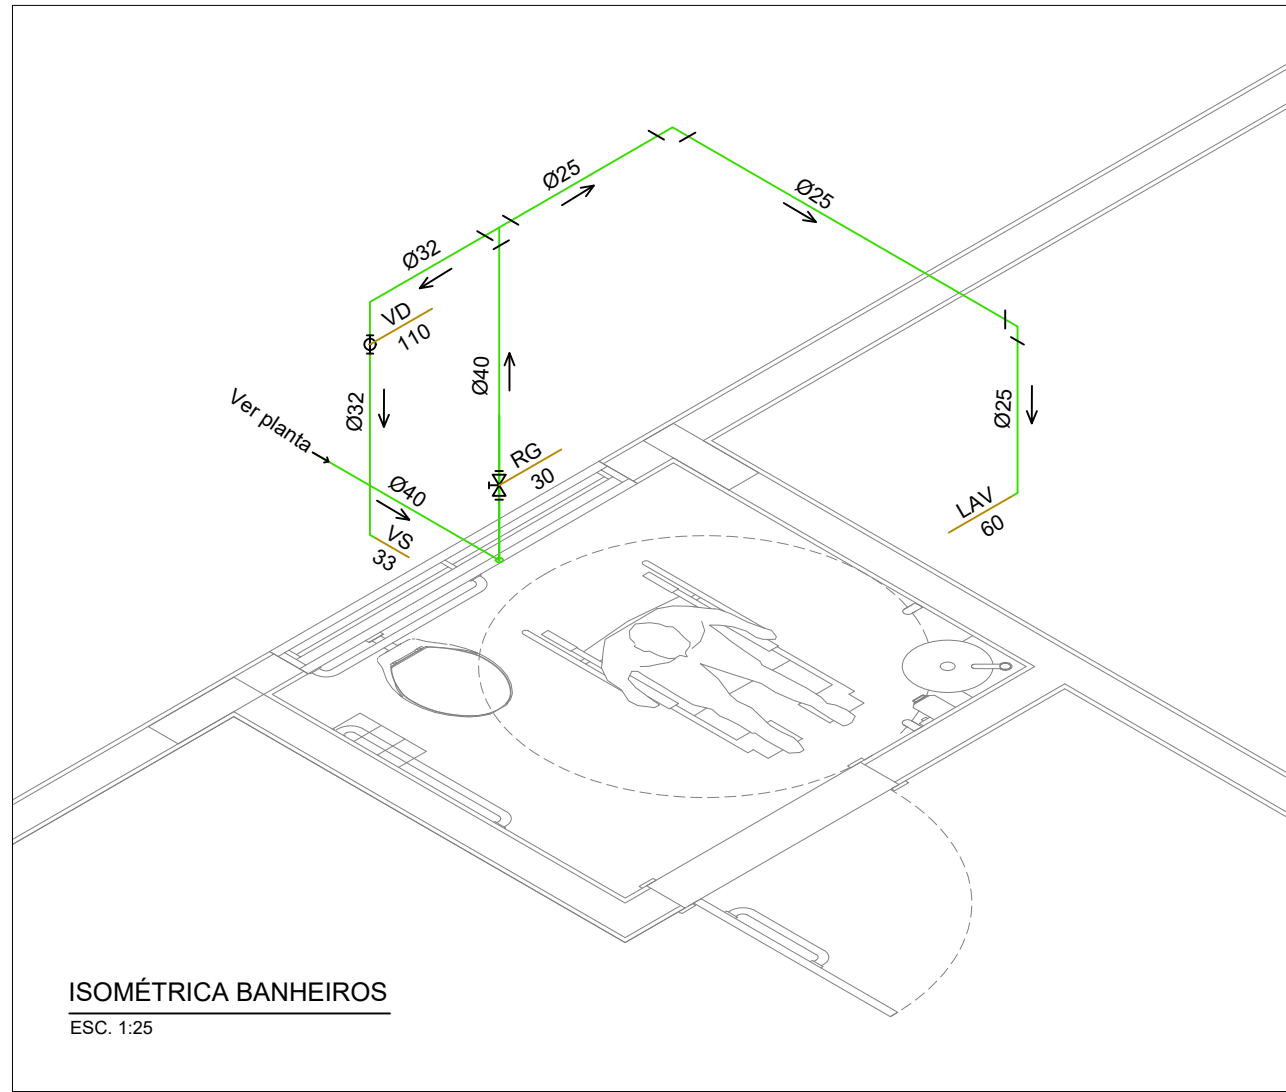 Ø25
Ø25
Ø32
VD
110
Ø40
Ø32
Ver planta
Ø25
RG
30
Ø40
LAV
60
VS
33
ISOMÉTRICA BANHEIROS
ESC. 1:25